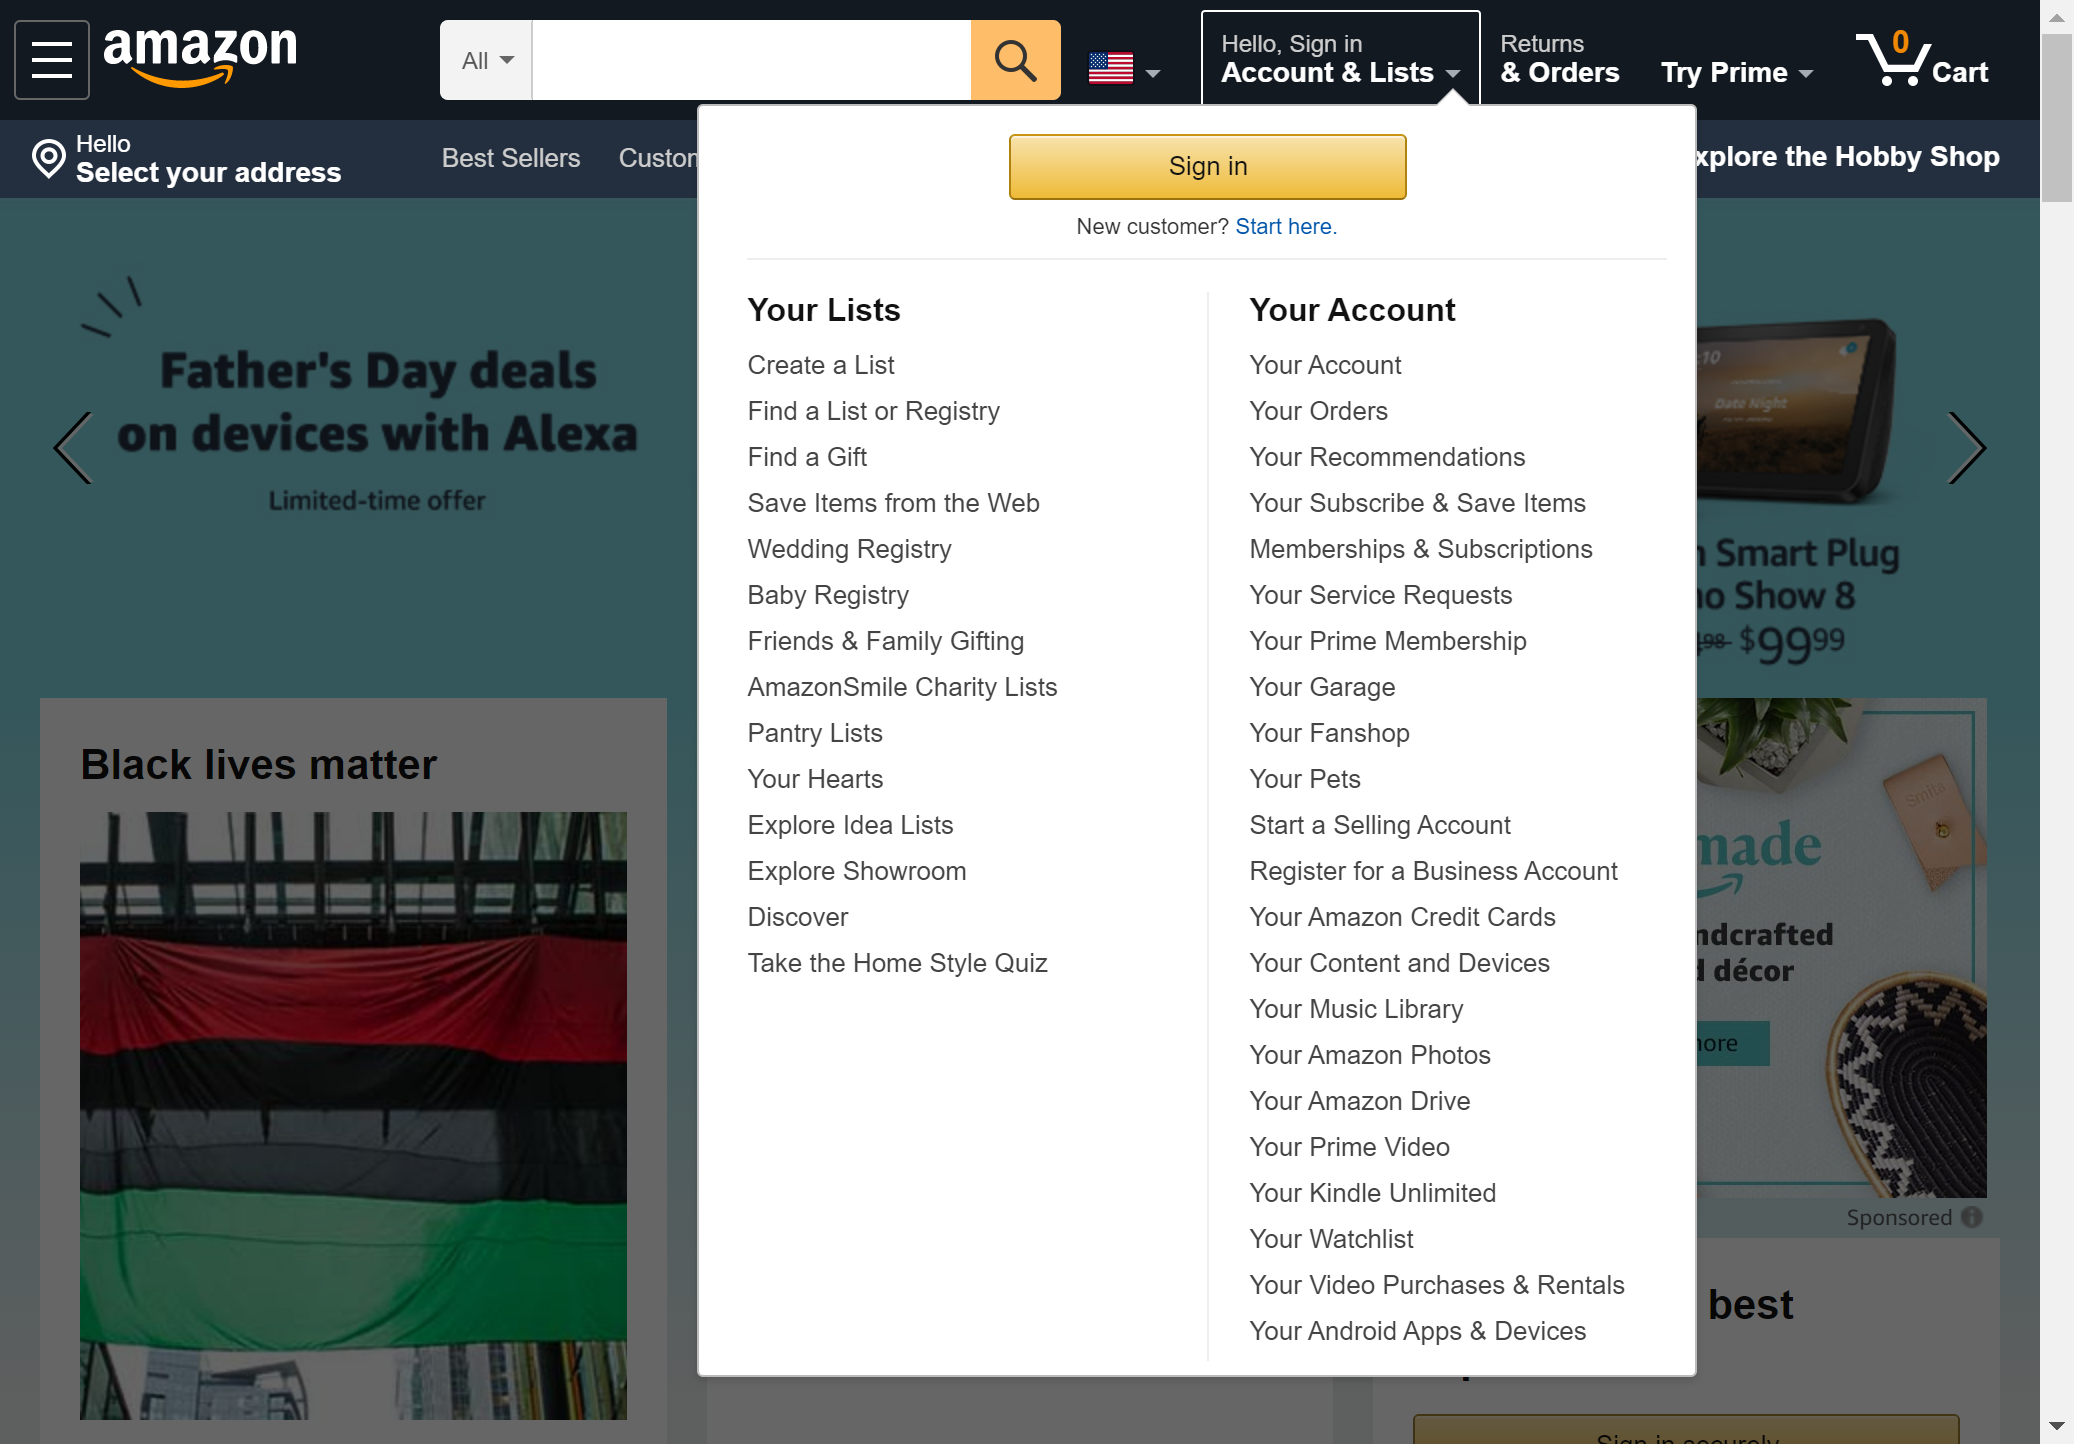 amazon
All
Hello, Sign in
Account & Lists
Returns
& Orders
Try Prime
0
Cart
Hello
Select your address
Best Sellers
Explore the Hobby Shop
Sign in
New customer? Start here.
Your Lists
Create a List
Find a List or Registry
Find a Gift
Save Items from the Web
Wedding Registry
Baby Registry
Friends & Family Gifting
AmazonSmile Charity Lists
Pantry Lists
Your Hearts
Explore Idea Lists
Explore Showroom
Discover
Take the Home Style Quiz
Your Account
Your Account
Your Orders
Your Recommendations
Your Subscribe & Save Items
Memberships & Subscriptions
Your Service Requests
Your Prime Membership
Your Garage
Your Fanshop
Your Pets
Start a Selling Account
Register for a Business Account
Your Amazon Credit Cards
Your Content and Devices
Your Music Library
Your Amazon Photos
Your Amazon Drive
Your Prime Video
Your Kindle Unlimited
Your Watchlist
Your Video Purchases & Rentals
Your Android Apps & Devices
Father's Day deals
on devices with Alexa
Limited-time offer
Date Night
Smart Plug
Show 8
$99 99
Black lives matter
décor
Sponsored
best
Sign in securely